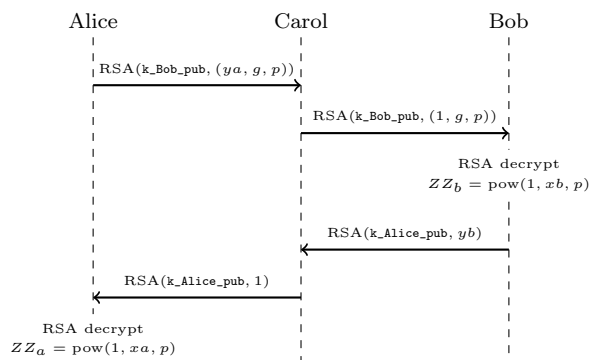 Alice Carol Bob
RSA(k_Bob_pub, (ya, g, p))
RSA(k_Bob_pub, (1, g, p))
RSA decrypt
ZZ_b = pow(1, xb, p)
RSA(k_Alice_pub, yb)
RSA(k_Alice_pub, 1)
RSA decrypt
ZZ_a = pow(1, xa, p)